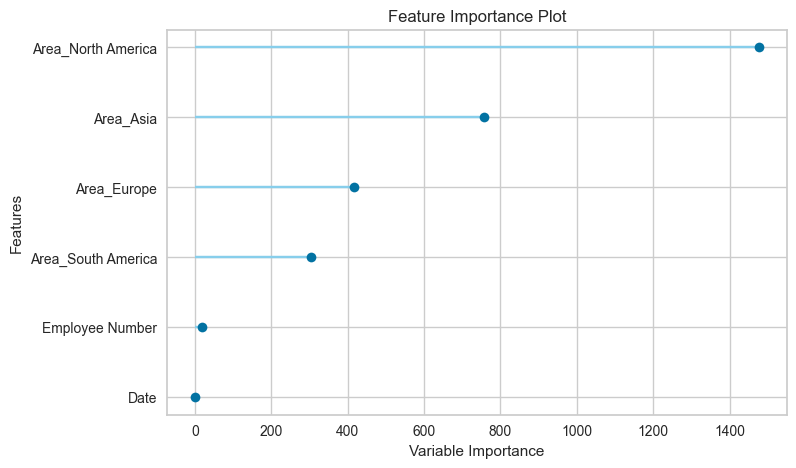 Feature Importance Plot
Area_North America
Area_Asia
Area_Europe
Area_South America
Employee Number
Date
Features
0 200 400 600 800 1000 1200 1400
Variable Importance